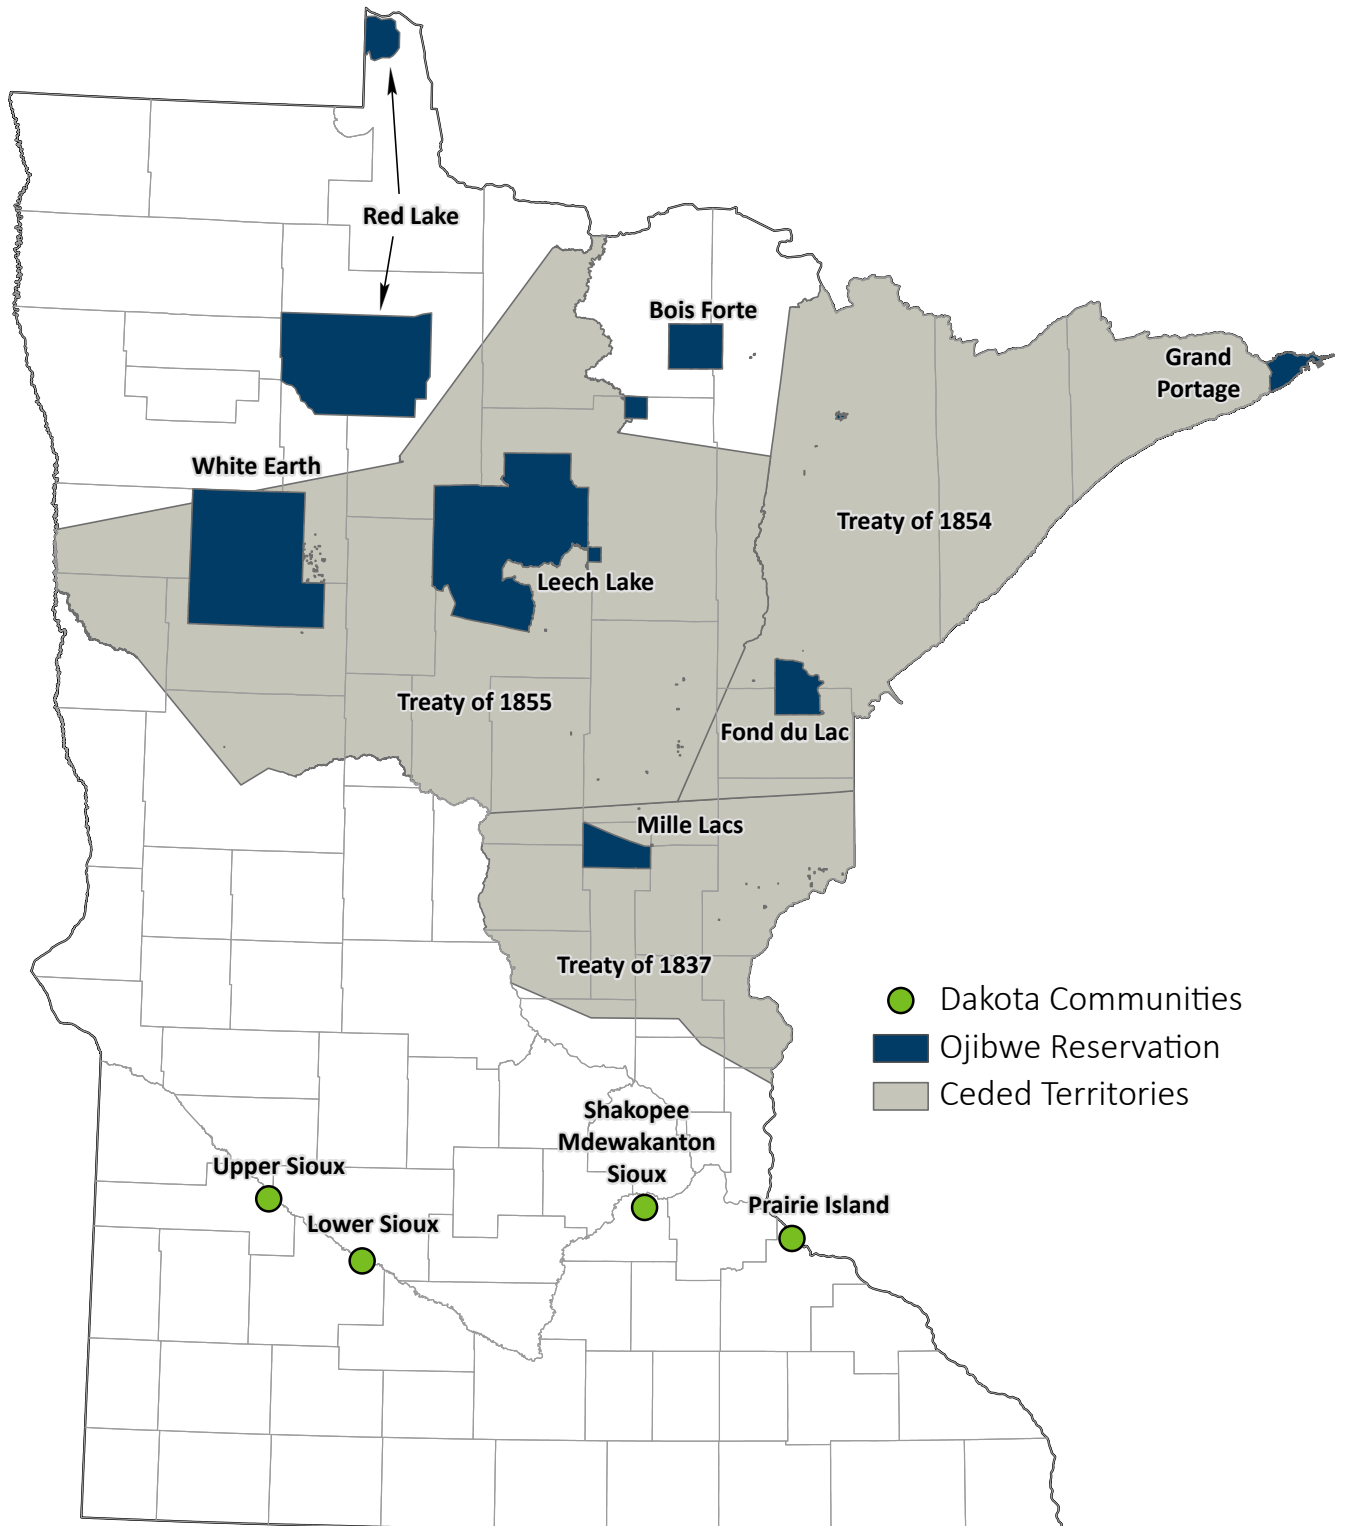 Red Lake
Bois Forte
Grand
Portage
White Earth
Treaty of 1854
Leech Lake
Treaty of 1855
Fond du Lac
Mille Lacs
Treaty of 1837
Dakota Communities
Ojibwe Reservation
Ceded Territories
Shakopee
Mdewakanton
Sioux
Upper Sioux
Prairie Island
Lower Sioux